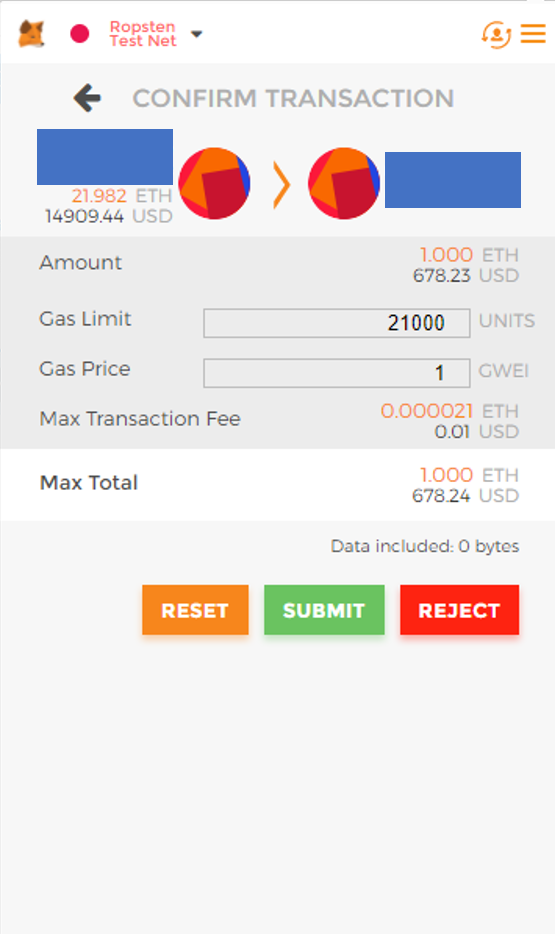 Ropsten
Test Net
CONFIRM TRANSACTION
21.982 ETH
14909.44 USD
Amount
1.000 ETH
678.23 USD
Gas Limit
21000 UNITS
Gas Price
1 GWEI
Max Transaction Fee
0.000021 ETH
0.01 USD
Max Total
1.000 ETH
678.24 USD
Data included: 0 bytes
RESET SUBMIT REJECT